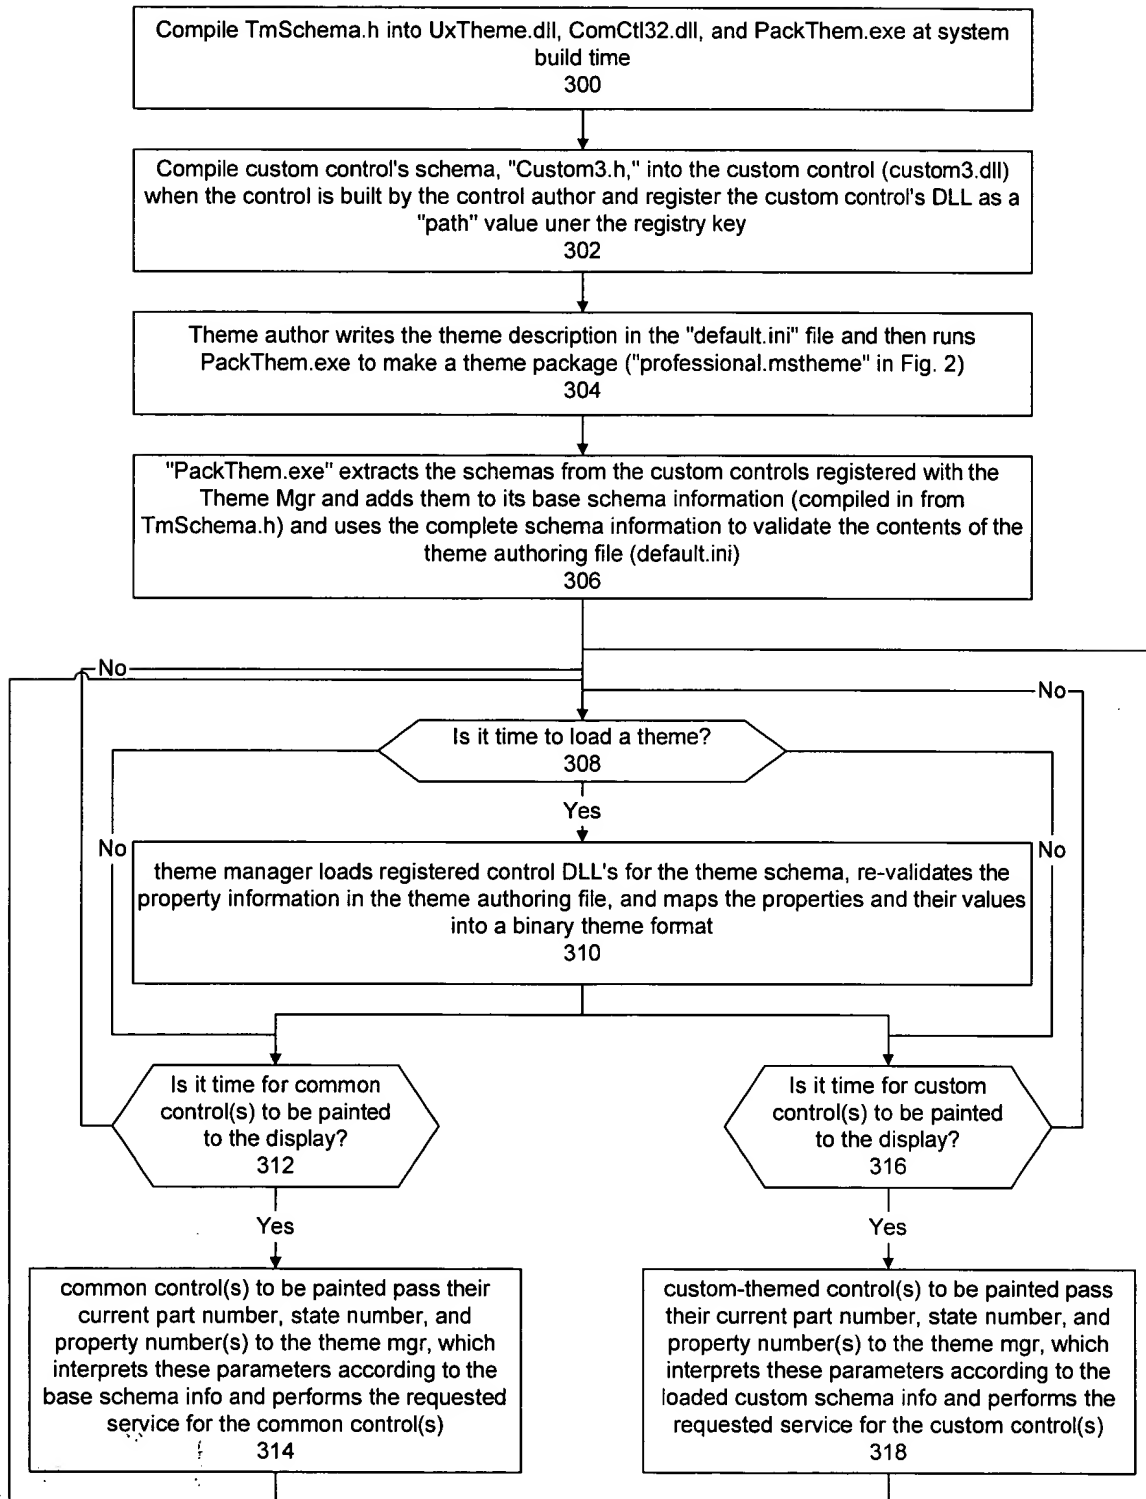 Compile TmSchema.h into UxTheme.dll, ComCtl32.dll, and PackThem.exe at system
build time
300
Compile custom control's schema, "Custom3.h," into the custom control (custom3.dll)
when the control is built by the control author and register the custom control's DLL as a
"path" value uner the registry key
302
Theme author writes the theme description in the "default.ini" file and then runs
PackThem.exe to make a theme package ("professional.mstheme" in Fig. 2)
304
"PackThem.exe" extracts the schemas from the custom controls registered with the
Theme Mgr and adds them to its base schema information (compiled in from
TmSchema.h) and uses the complete schema information to validate the contents of the
theme authoring file (default.ini)
306
No
No
Is it time to load a theme?
308
Yes
No
No
theme manager loads registered control DLL's for the theme schema, re-validates the
property information in the theme authoring file, and maps the properties and their values
into a binary theme format
310
Is it time for common
control(s) to be painted
to the display?
312
Is it time for custom
control(s) to be painted
to the display?
316
Yes
Yes
common control(s) to be painted pass their
current part number, state number, and
property number(s) to the theme mgr, which
interprets these parameters according to the
base schema info and performs the requested
service for the common control(s)
314
custom-themed control(s) to be painted pass
their current part number, state number, and
property number(s) to the theme mgr, which
interprets these parameters according to the
loaded custom schema info and performs the
requested service for the custom control(s)
318